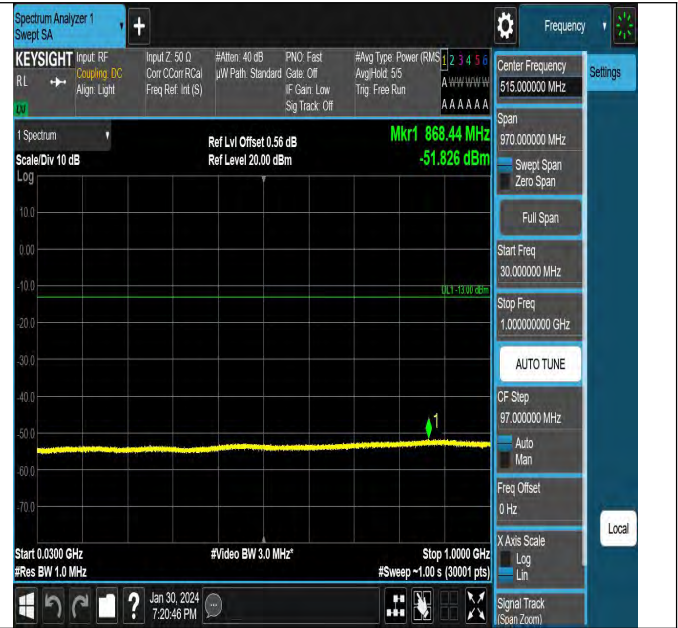 Spectrum Analyzer 1
Swept SA
+
Frequency
KEYSIGHT
RL
Input: RF
Coupling: DC
Align: Light
Input Z: 50 Ω
Corr CCorr RCal
Freq Ref: Int (S)
#Atten: 40 dB
µW Path: Standard
PNO: Fast
Gate: Off
IF Gain: Low
Sig Track: Off
#Avg Type: Power (RMS
Avg|Hold: 5/5
Trig: Free Run
1 2 3 4 5 6
A W W W W W
A A A A A A
1 Spectrum
Scale/Div 10 dB
Ref Lvl Offset 0.56 dB
Ref Level 20.00 dBm
Mkr1 868.44 MHz
-51.826 dBm
Log
10.0
0.00
-10.0
-20.0
-30.0
-40.0
-50.0
-60.0
-70.0
UL1 -13.00 dBm
1
Start 0.0300 GHz
#Res BW 1.0 MHz
#Video BW 3.0 MHz*
Stop 1.0000 GHz
#Sweep ~1.00 s (30001 pts)
?
Jan 30, 2024
7:20:46 PM
Center Frequency
515.000000 MHz
Settings
Span
970.000000 MHz
Swept Span
Zero Span
Full Span
Start Freq
30.000000 MHz
Stop Freq
1.000000000 GHz
AUTO TUNE
CF Step
97.000000 MHz
Auto
Man
Freq Offset
0 Hz
X Axis Scale
Log
Lin
Local
Signal Track
(Span Zoom)